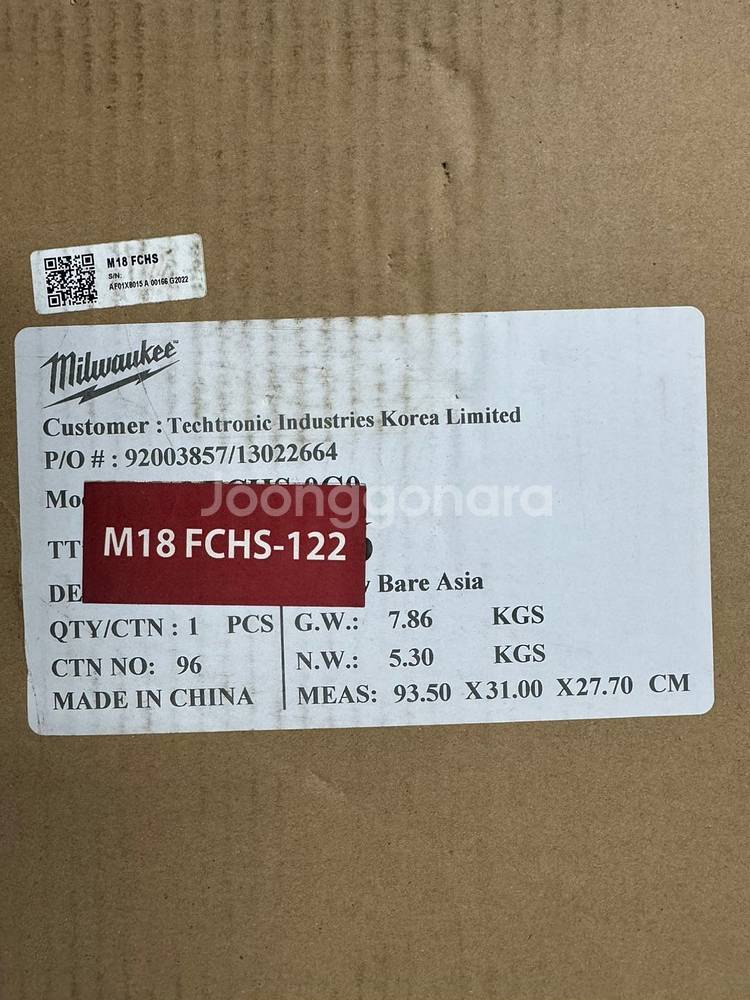 M18 FCHS
S/N:
AF01X8015 A 00166 G2022
Milwaukee™
Customer : Techtronic Industries Korea Limited
P/O # : 92003857/13022664
Joonggonara
M18 FCHS-122
Bare Asia
QTY/CTN : 1 PCS
G.W.: 7.86 KGS
CTN NO: 96
N.W.: 5.30 KGS
MADE IN CHINA
MEAS: 93.50 X31.00 X27.70 CM